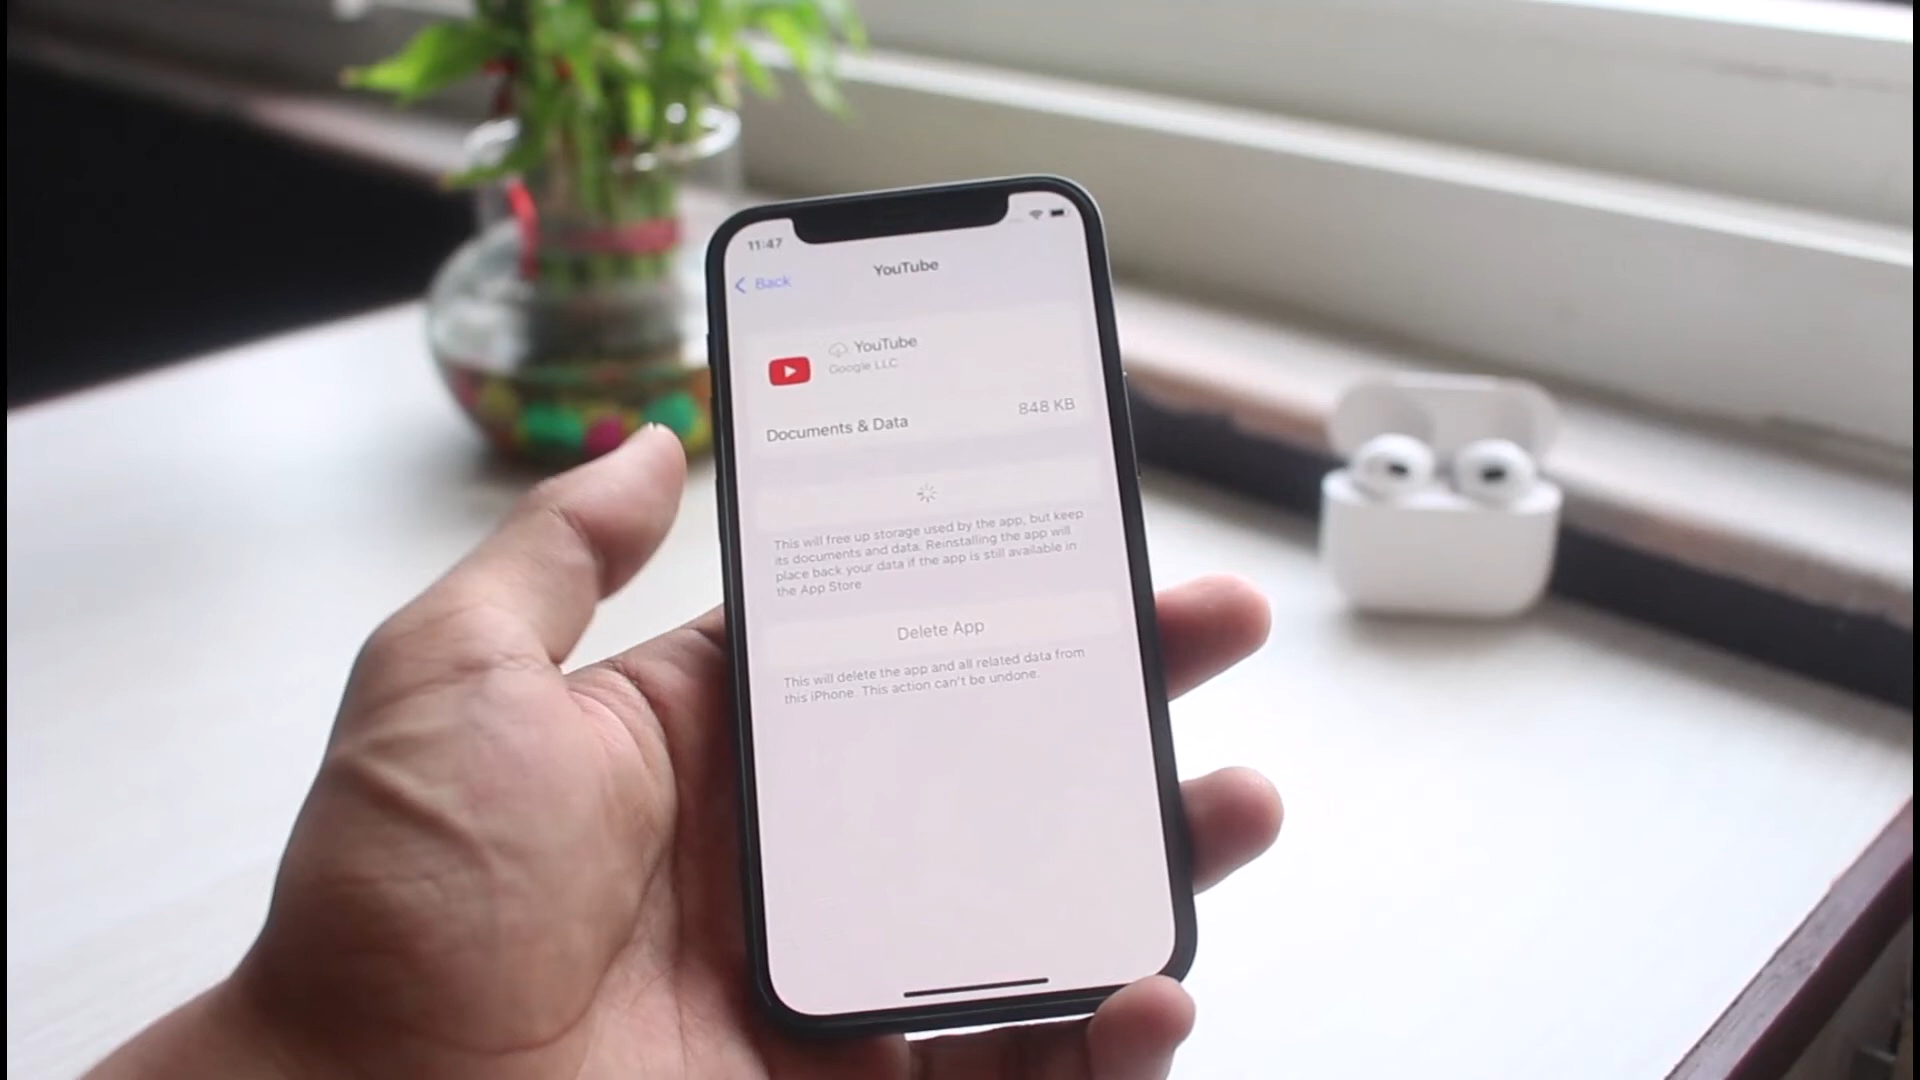 11:47
Back
YouTube
YouTube
Google LLC
Documents & Data
848 KB
This will free up storage used by the app, but keep
its documents and data. Reinstalling the app will
place back your data if the app is still available in
the App Store
Delete App
This will delete the app and all related data from
this iPhone. This action can't be undone.